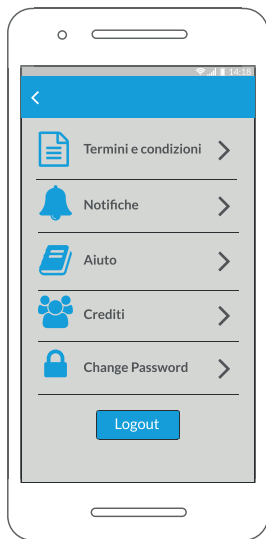 14:18
Termini e condizioni
Notifiche
Aiuto
Crediti
Change Password
Logout